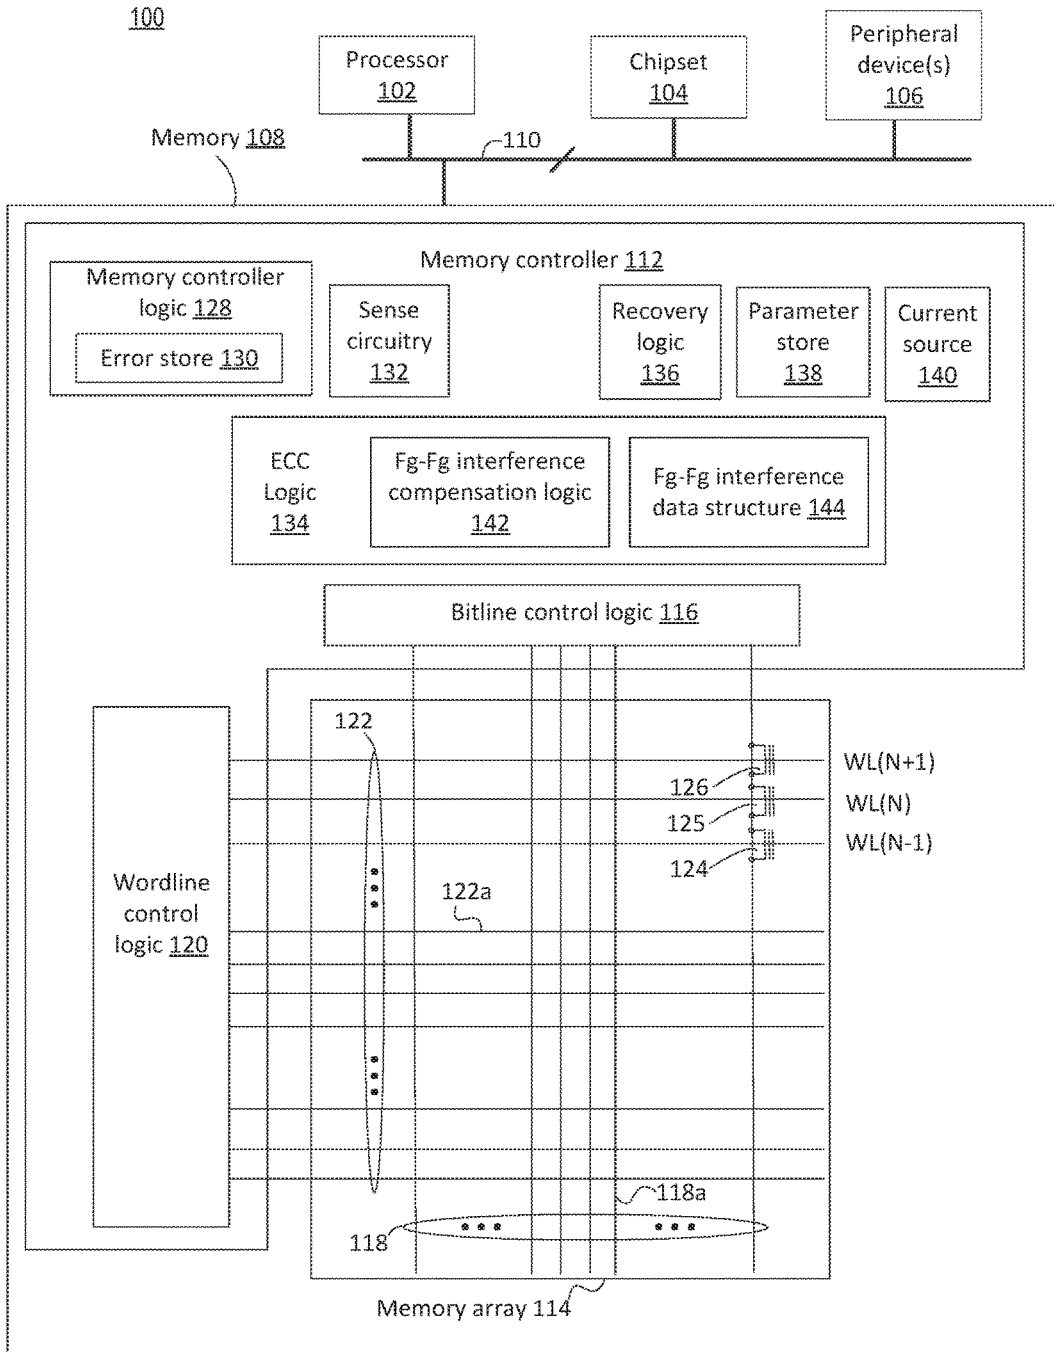 100
Processor
102
Chipset
104
Peripheral
device(s)
106
Memory 108
110
Memory controller 112
Memory controller
logic 128
Error store 130
Sense
circuitry
132
Recovery
logic
136
Parameter
store
138
Current
source
140
ECC
Logic
134
Fg-Fg interference
compensation logic
142
Fg-Fg interference
data structure 144
Bitline control logic 116
122
126
WL(N+1)
125
WL(N)
124
WL(N-1)
Wordline
control
logic 120
122a
118a
118
Memory array 114